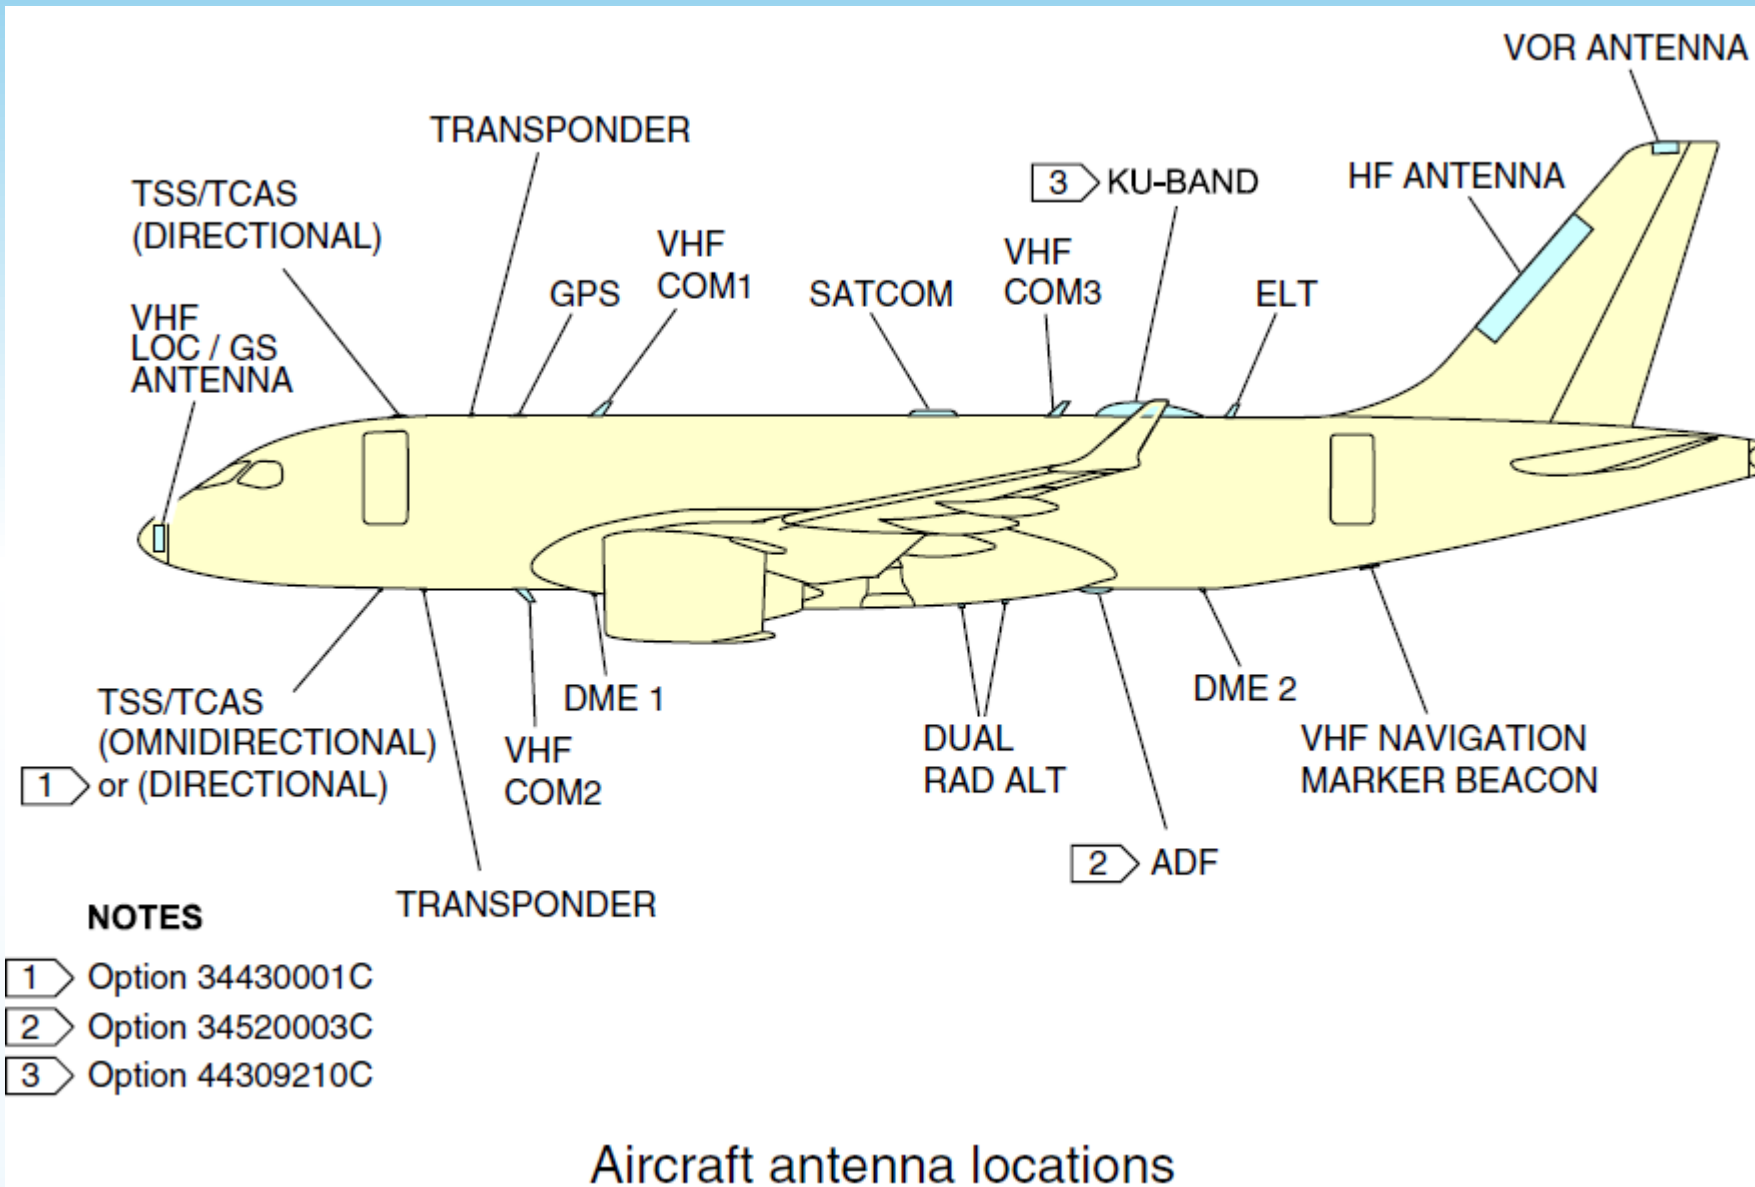 VOR ANTENNA
TRANSPONDER
TSS/TCAS
(DIRECTIONAL)
3 KU-BAND
HF ANTENNA
VHF
COM1
VHF
COM3
GPS
SATCOM
ELT
VHF
LOC / GS
ANTENNA
TSS/TCAS
(OMNIDIRECTIONAL)
1 or (DIRECTIONAL)
DME 1
VHF
COM2
DUAL
RAD ALT
DME 2
VHF NAVIGATION
MARKER BEACON
2 ADF
TRANSPONDER
NOTES
1 Option 34430001C
2 Option 34520003C
3 Option 44309210C
Aircraft antenna locations